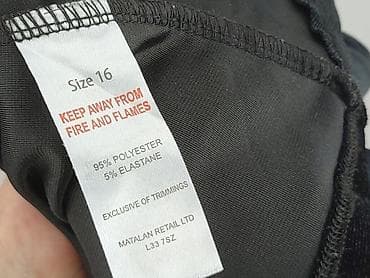 Size 16
KEEP AWAY FROM
FIRE AND FLAMES
95% POLYESTER
5% ELASTANE
EXCLUSIVE OF TRIMMINGS
MATALAN RETAIL LTD
L33 7SZ